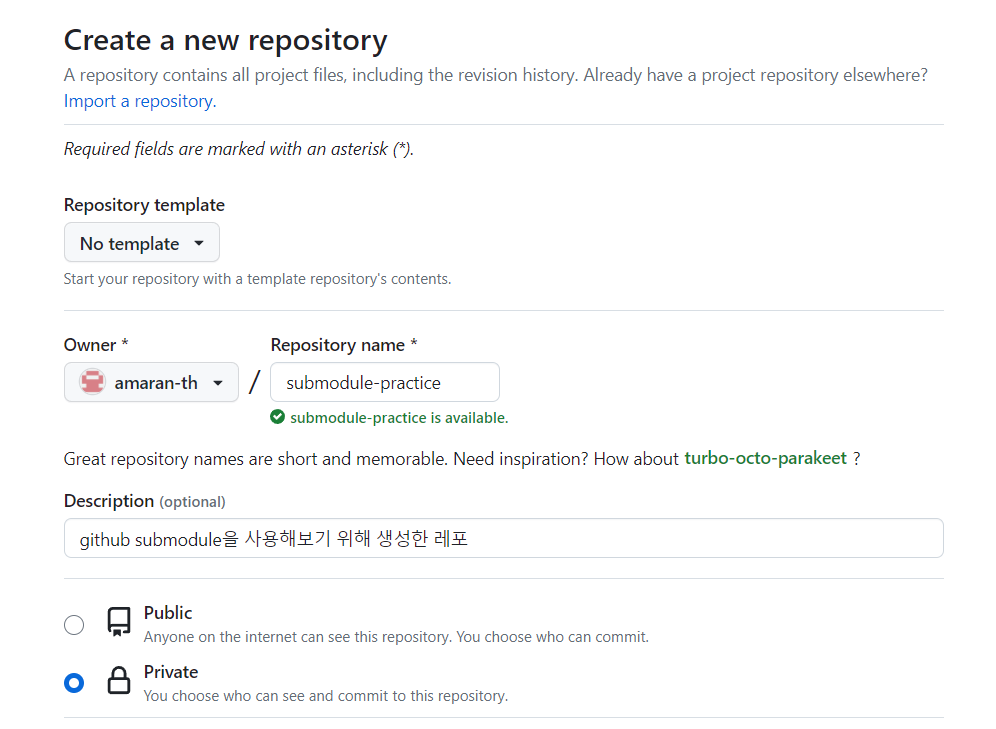 Create a new repository
A repository contains all project files, including the revision history. Already have a project repository elsewhere?
Import a repository.
Required fields are marked with an asterisk (*).
Repository template
No template
Start your repository with a template repository's contents.
Owner * Repository name *
amaran-th / submodule-practice
submodule-practice is available.
Great repository names are short and memorable. Need inspiration? How about turbo-octo-parakeet ?
Description (optional)
github submodule을 사용해보기 위해 생성한 레포
Public
Anyone on the internet can see this repository. You choose who can commit.
Private
You choose who can see and commit to this repository.